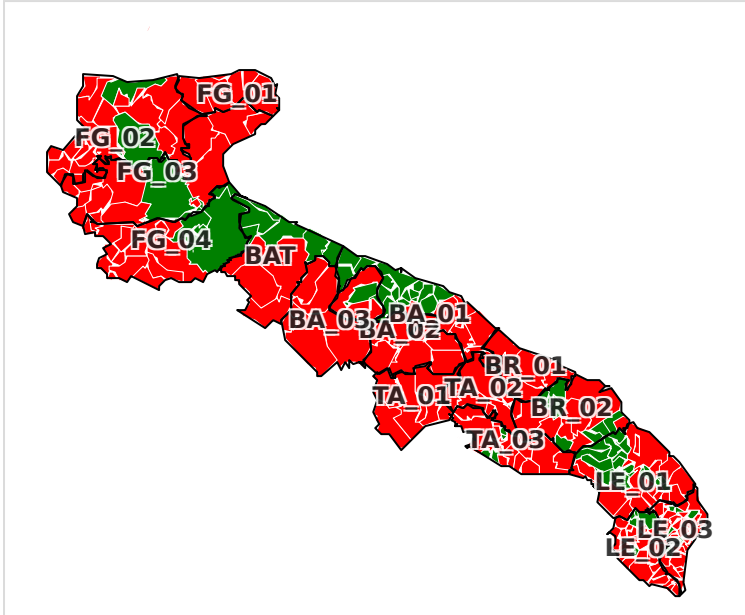 FG_01
FG_02
FG_03
FG_04
BAT
BA_01
BA_03
BA_02
BR_01
TA_02
TA_01
BR_02
TA_03
LE_01
LE_03
LE_02